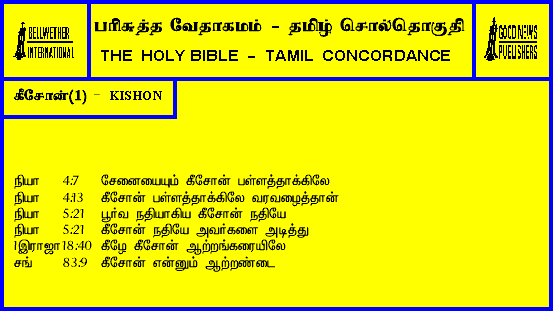 BELLWETHER
INTERNATIONAL
பரிசுத்த வேதாகமம் - தமிழ் சொல்தொகுதி
THE HOLY BIBLE - TAMIL CONCORDANCE
GOOD NEWS
PUBLISHERS
கீசோன்(1) - KISHON
நியா 4:7 சேனையையும் கீசோன் பள்ளத்தாக்கிலே
நியா 4:13 கீசோன் பள்ளத்தாக்கிலே வரவழைத்தான்
நியா 5:21 பூர்வ நதியாகிய கீசோன் நதியே
நியா 5:21 கீசோன் நதியே அவர்களை அடித்து
1இராஜா 18:40 கீழே கீசோன் ஆற்றங்கரையிலே
சங் 83:9 கீசோன் என்னும் ஆற்றண்டை